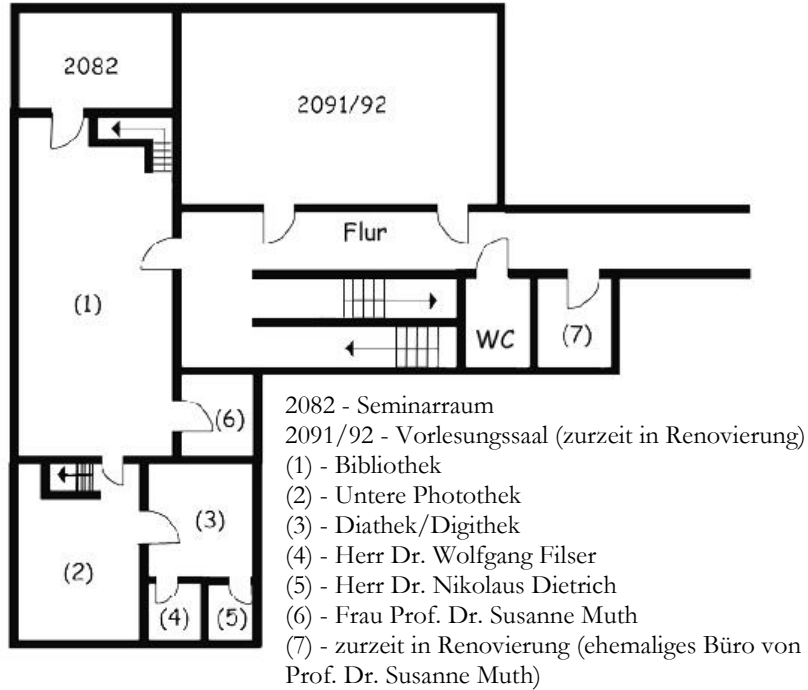 2082
2091/92
Flur
(1)
WC
(7)
(6)
(3)
(2)
(4)
(5)
2082 - Seminarraum
2091/92 - Vorlesungssaal (zurzeit in Renovierung)
(1) - Bibliothek
(2) - Untere Photothek
(3) - Diathek/Digithek
(4) - Herr Dr. Wolfgang Filser
(5) - Herr Dr. Nikolaus Dietrich
(6) - Frau Prof. Dr. Susanne Muth
(7) - zurzeit in Renovierung (ehemaliges Büro von
Prof. Dr. Susanne Muth)